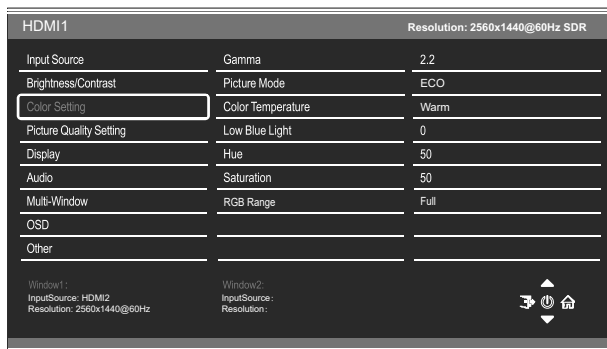 HDMI1 Resolution: 2560x1440@60Hz SDR
Input Source Gamma 2.2
Brightness/Contrast Picture Mode ECO
Color Setting Color Temperature Warm
Picture Quality Setting Low Blue Light 0
Display Hue 50
Audio Saturation 50
Multi-Window RGB Range Full
OSD
Other
Window1: Window2:
InputSource: HDMI2 InputSource:
Resolution: 2560x1440@60Hz Resolution: